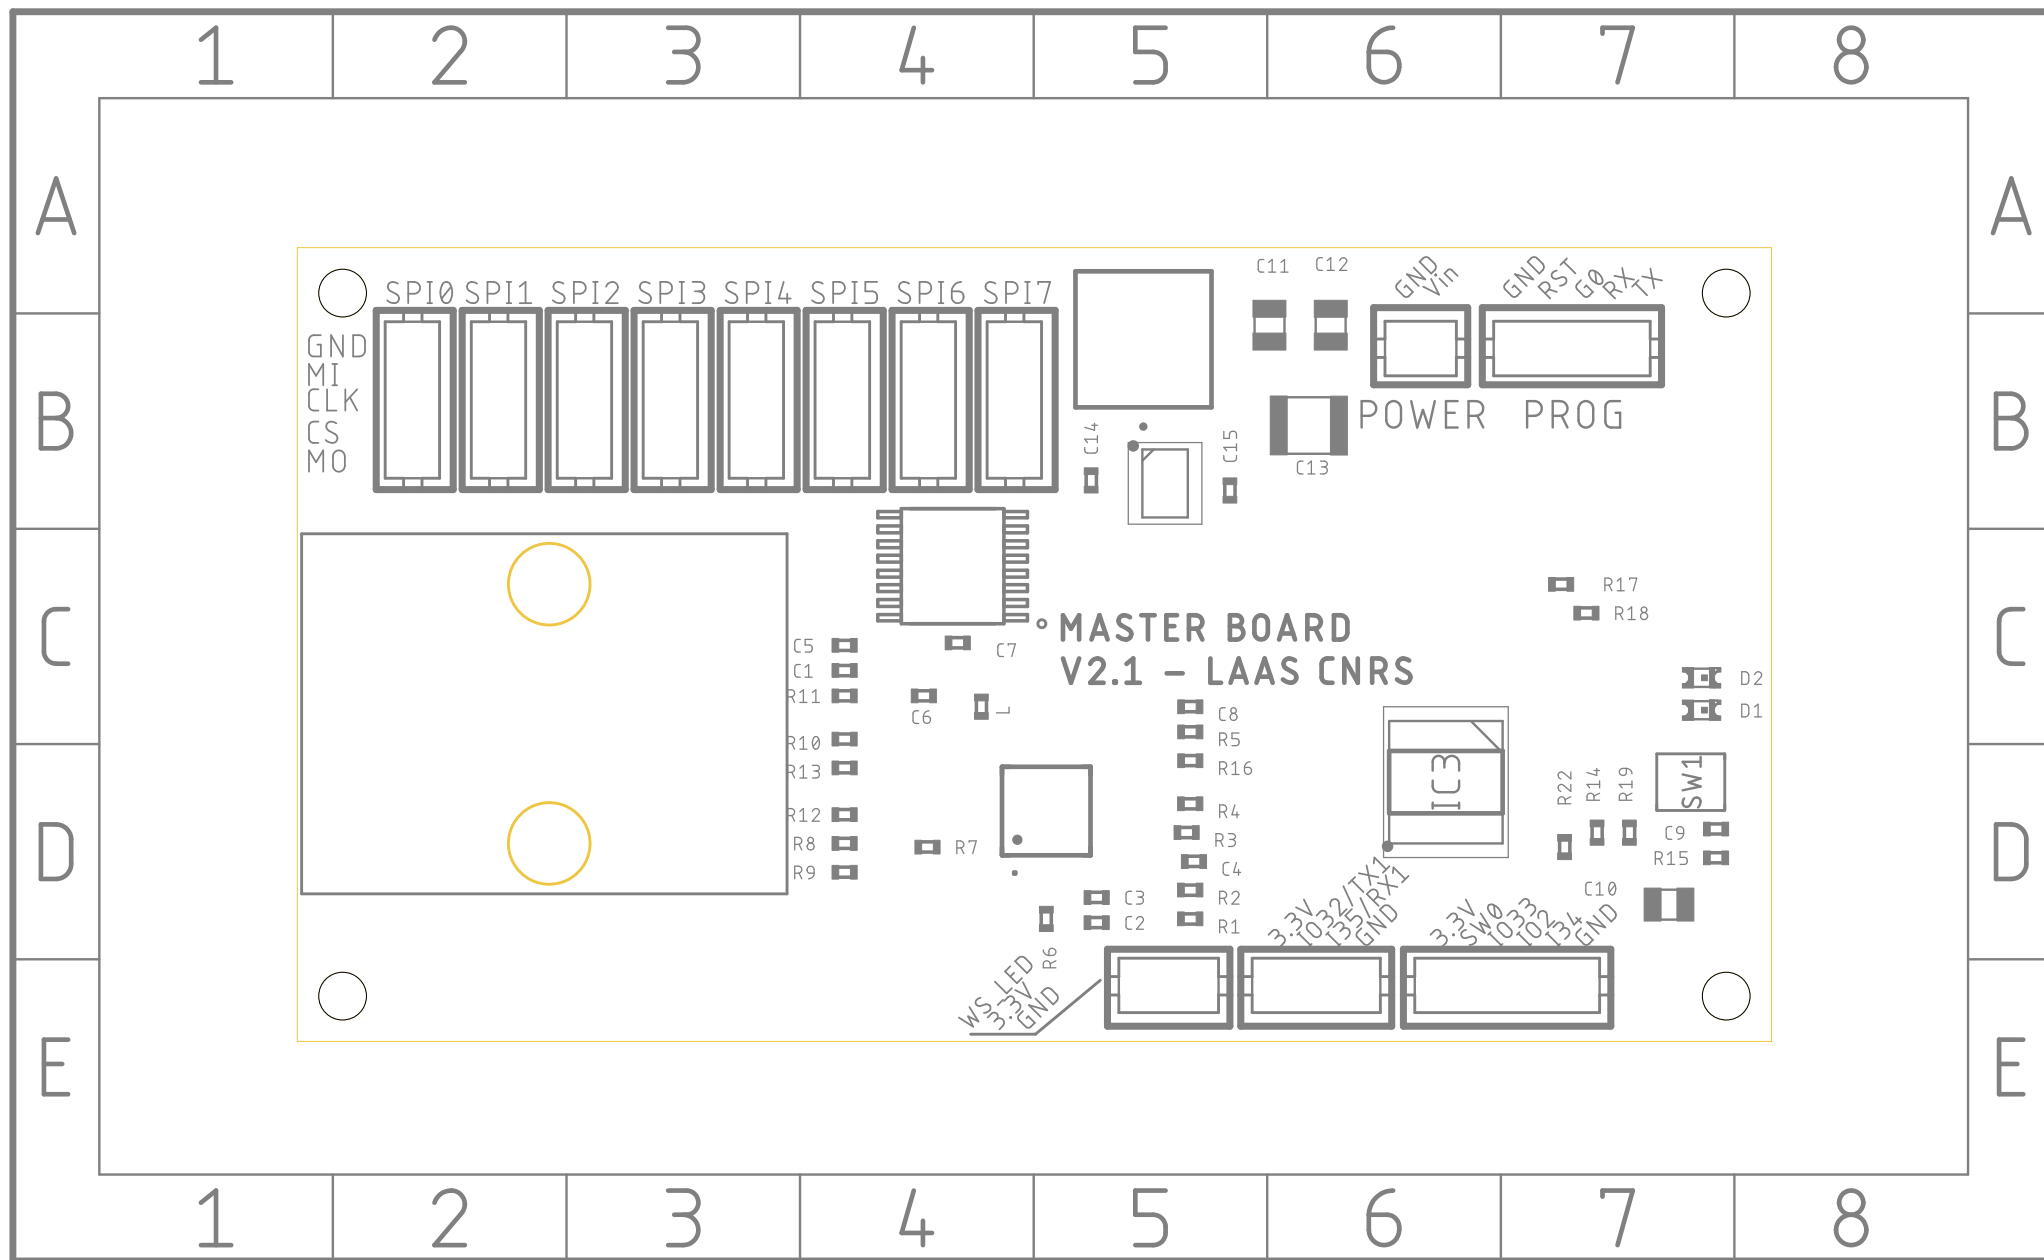 1 2 3 4 5 6 7 8
A A
C11 C12
GND Vin
GND RST G0 RX TX
SPI0 SPI1 SPI2 SPI3 SPI4 SPI5 SPI6 SPI7
GND
MI
CLK
CS
MO
B B
POWER PROG
C14 C15
C13
R17
R18
MASTER BOARD
V2.1 - LAAS CNRS
C C
C5
C7
C1
R11
C6
L
D2
D1
C8
R5
R10
R13
R16
IC3
SW1
R22 R14 R19
R12
R4
R8
R7
R3
C9
R15
D D
R9
C4
C3
R2
C10
C2
R1
R6
3.3V
IO32/TX1
I35/RX1
GND
3.3V
SW0
IO33
IO2
I34
GND
WS_LED
3.3V
GND
E E
1 2 3 4 5 6 7 8